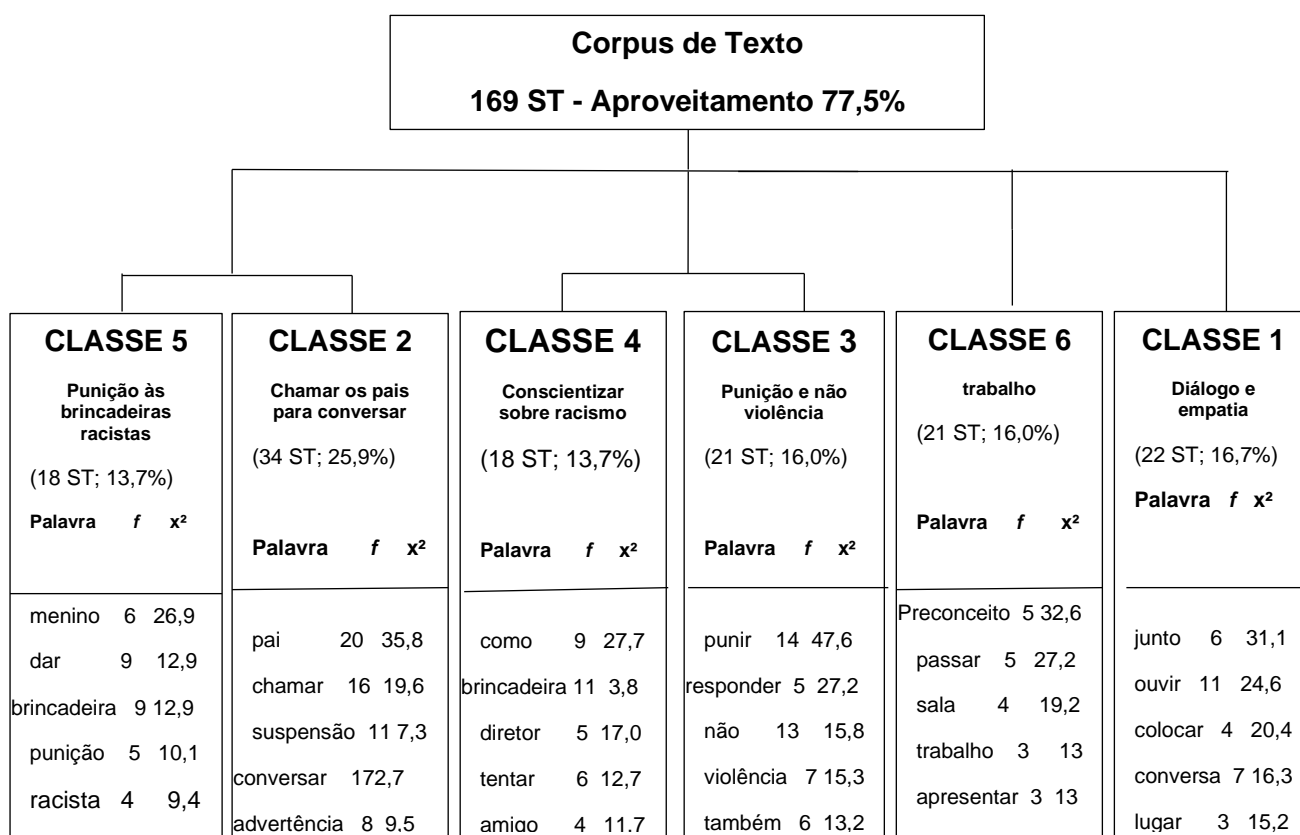 Corpus de Texto
169 ST - Aproveitamento 77,5%
CLASSE 5
Punição às
brincadeiras
racistas
(18 ST; 13,7%)
Palavra f x²
menino 6 26,9
dar 9 12,9
brincadeira 9 12,9
punição 5 10,1
racista 4 9,4
CLASSE 2
Chamar os pais
para conversar
(34 ST; 25,9%)
Palavra f x²
pai 20 35,8
chamar 16 19,6
suspensão 11 7,3
conversar 172,7
advertência 8 9,5
CLASSE 4
Conscientizar
sobre racismo
(18 ST; 13,7%)
Palavra f x²
como 9 27,7
brincadeira 11 3,8
diretor 5 17,0
tentar 6 12,7
amigo 4 11,7
CLASSE 3
Punição e não
violência
(21 ST; 16,0%)
Palavra f x²
punir 14 47,6
responder 5 27,2
não 13 15,8
violência 7 15,3
também 6 13,2
CLASSE 6
trabalho
(21 ST; 16,0%)
Palavra f x²
Preconceito 5 32,6
passar 5 27,2
sala 4 19,2
trabalho 3 13
apresentar 3 13
CLASSE 1
Diálogo e
empatia
(22 ST; 16,7%)
Palavra f x²
junto 6 31,1
ouvir 11 24,6
colocar 4 20,4
conversa 7 16,3
lugar 3 15,2